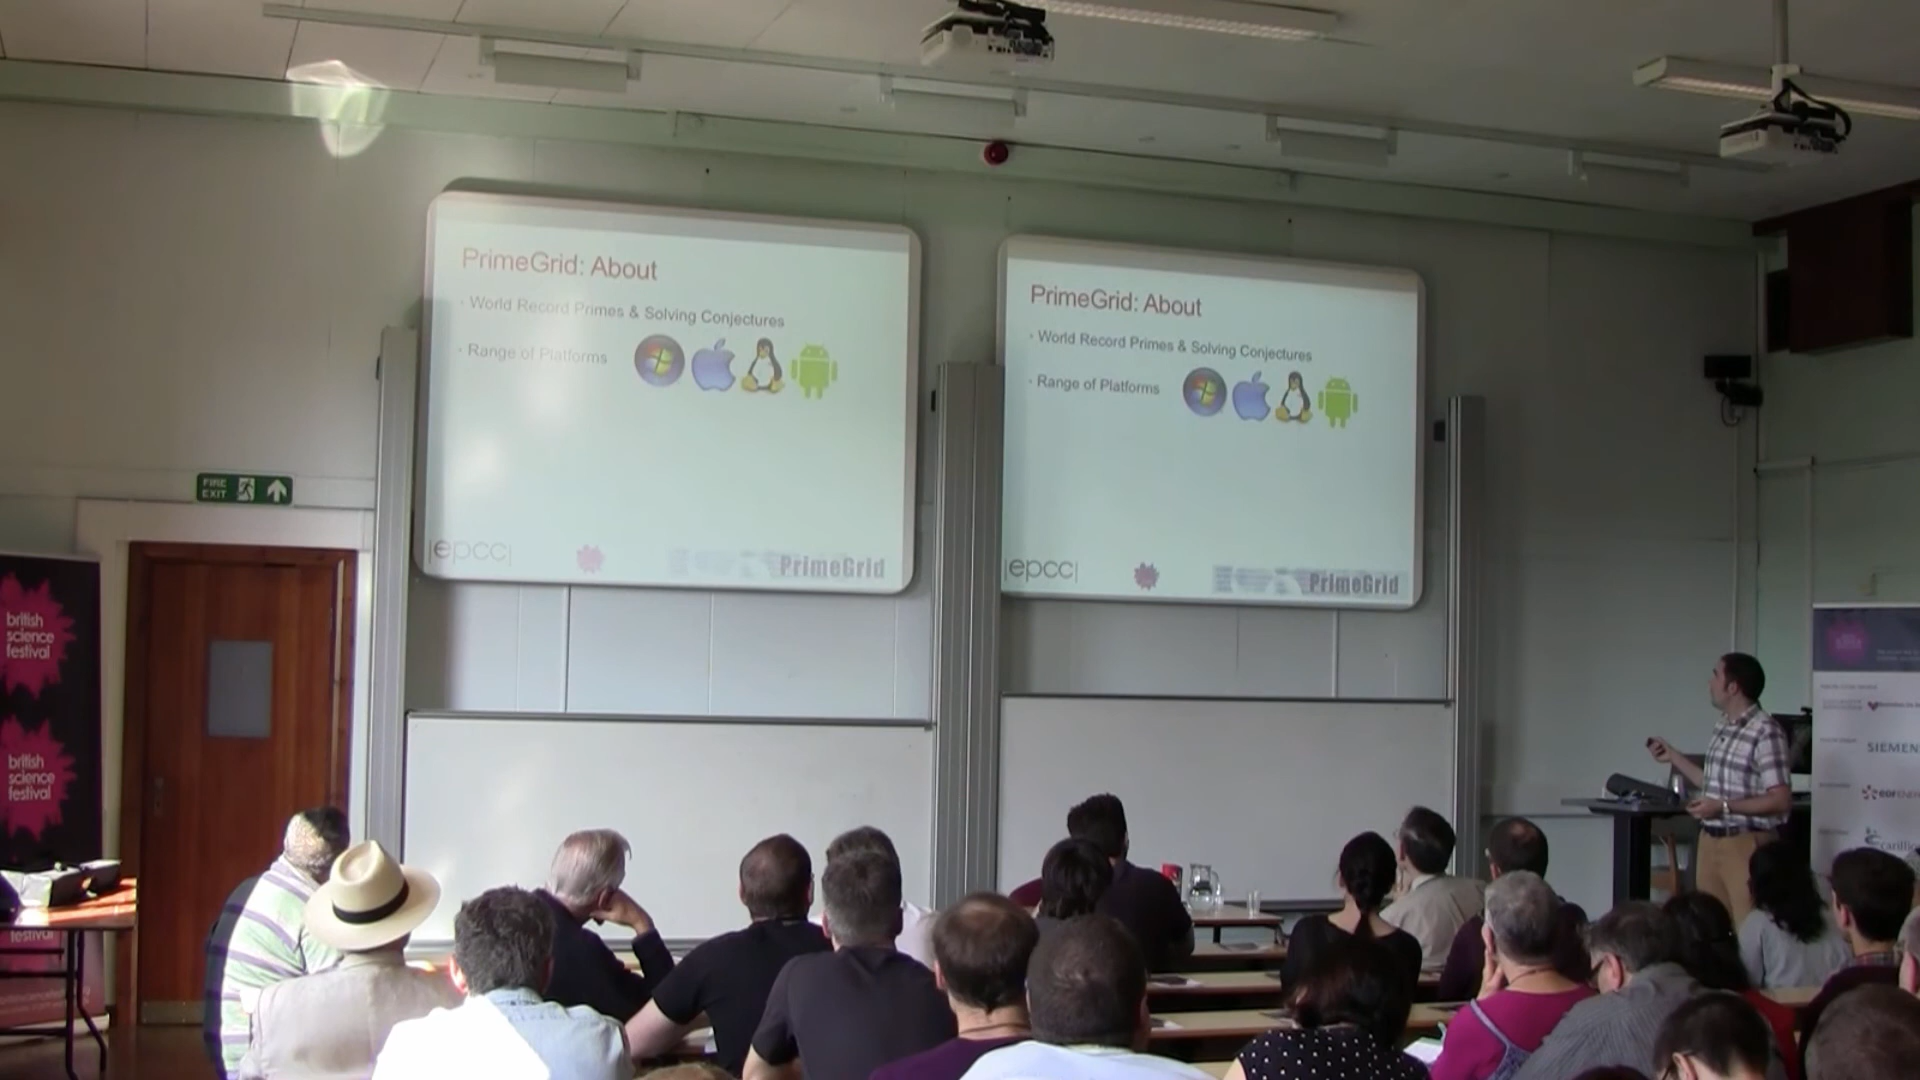 PrimeGrid: About
· World Record Primes & Solving Conjectures
· Range of Platforms
|epcc|
PrimeGrid
PrimeGrid: About
· World Record Primes & Solving Conjectures
· Range of Platforms
|epcc|
PrimeGrid
FIRE
EXIT
british
science
festival
british
science
festival
festival
SIEMENS